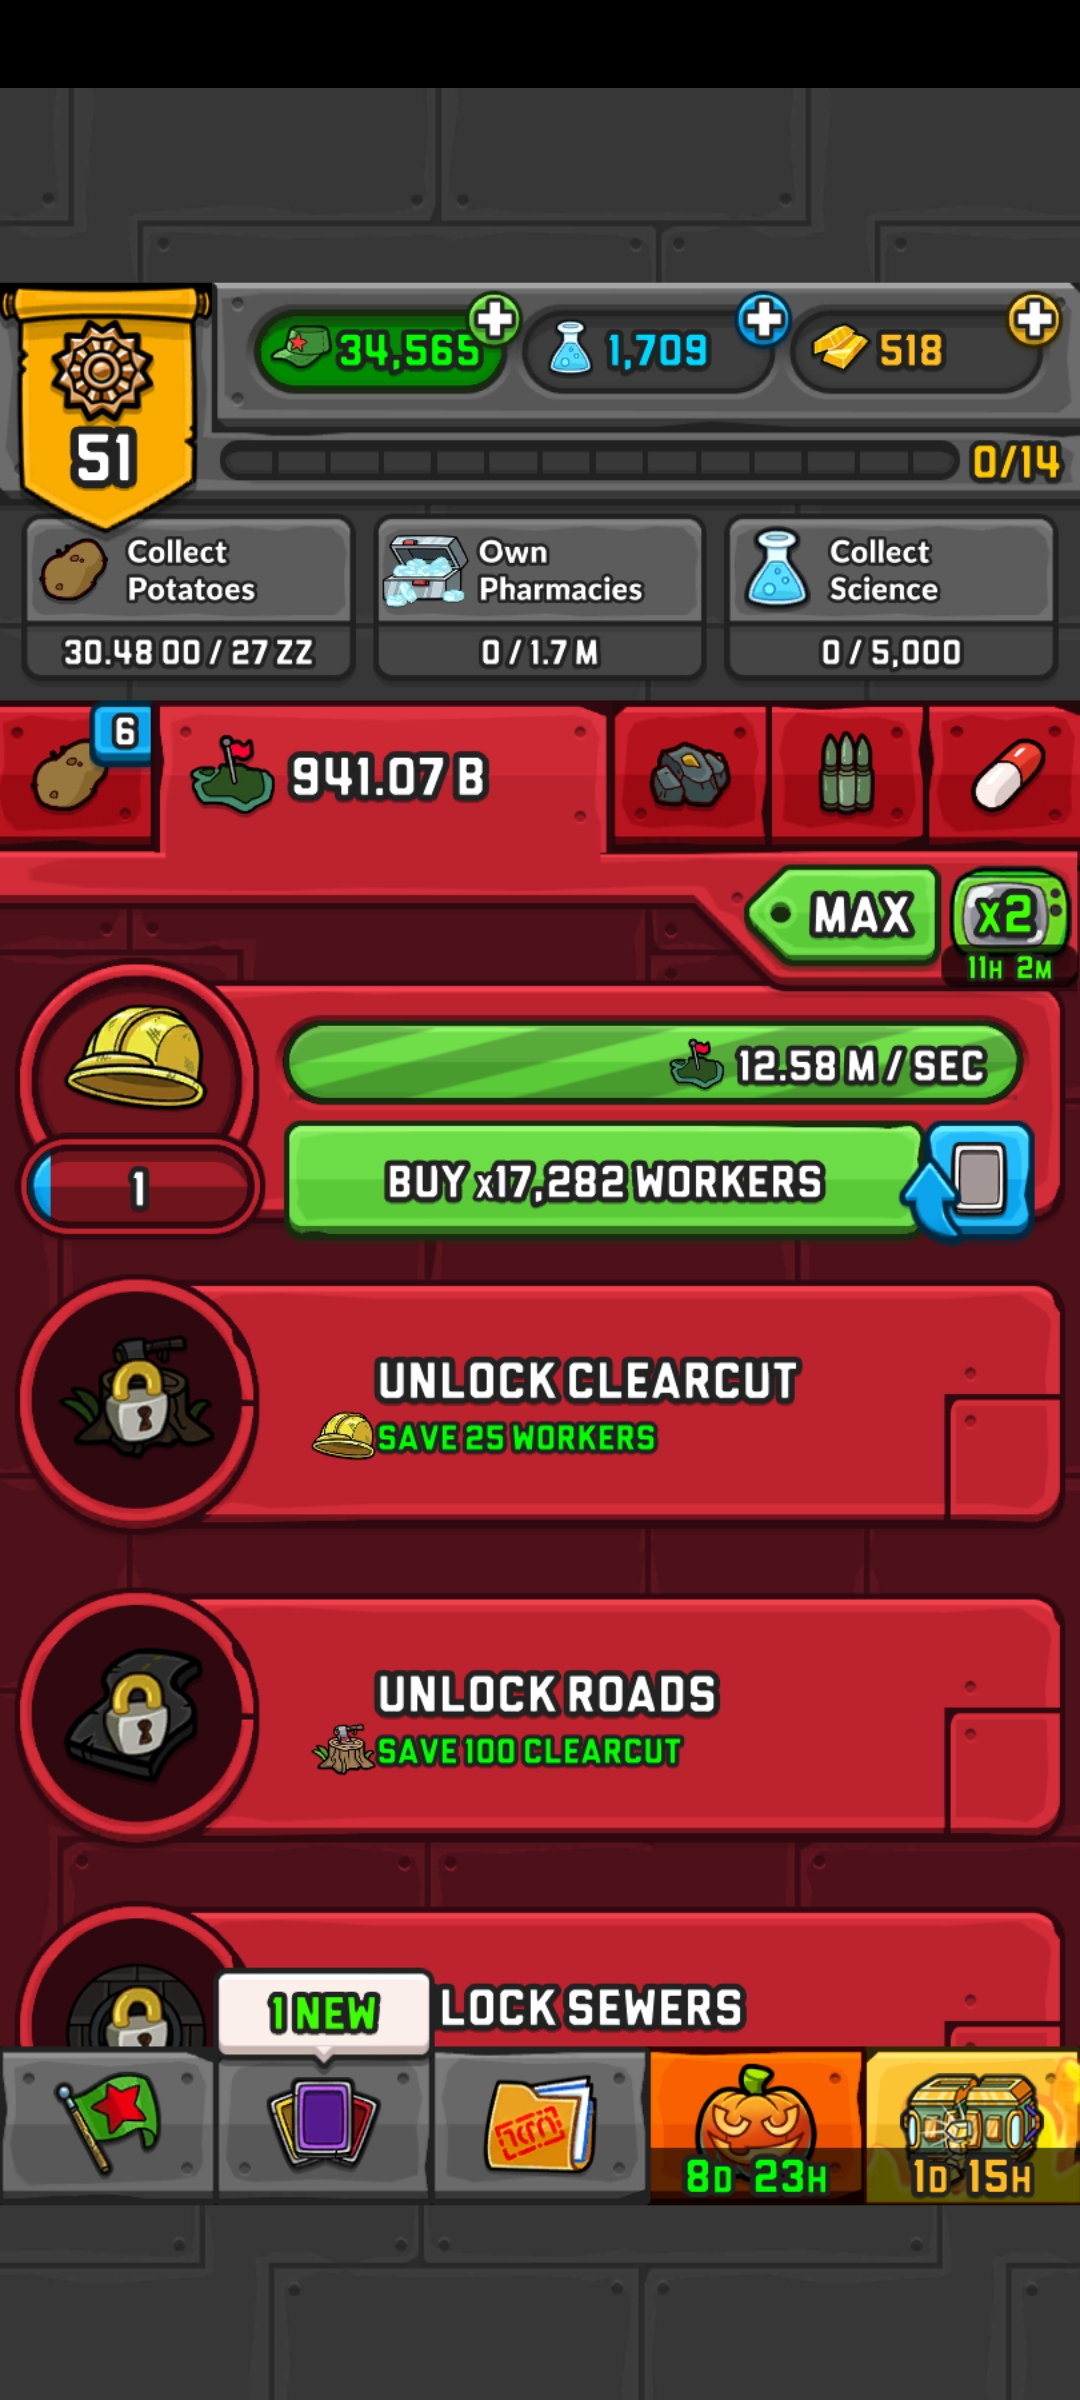 34,565
1,709
518
51
0/14
Collect
Potatoes
30.48 OO / 27 ZZ
Own
Pharmacies
0 / 1.7 M
Collect
Science
0 / 5,000
6
941.07 B
MAX
x2
11H 2M
12.58 M / SEC
1
BUY x17,282 WORKERS
UNLOCK CLEARCUT
SAVE 25 WORKERS
UNLOCK ROADS
SAVE 100 CLEARCUT
LOCK SEWERS
1 NEW
8D 23H
1D 15H